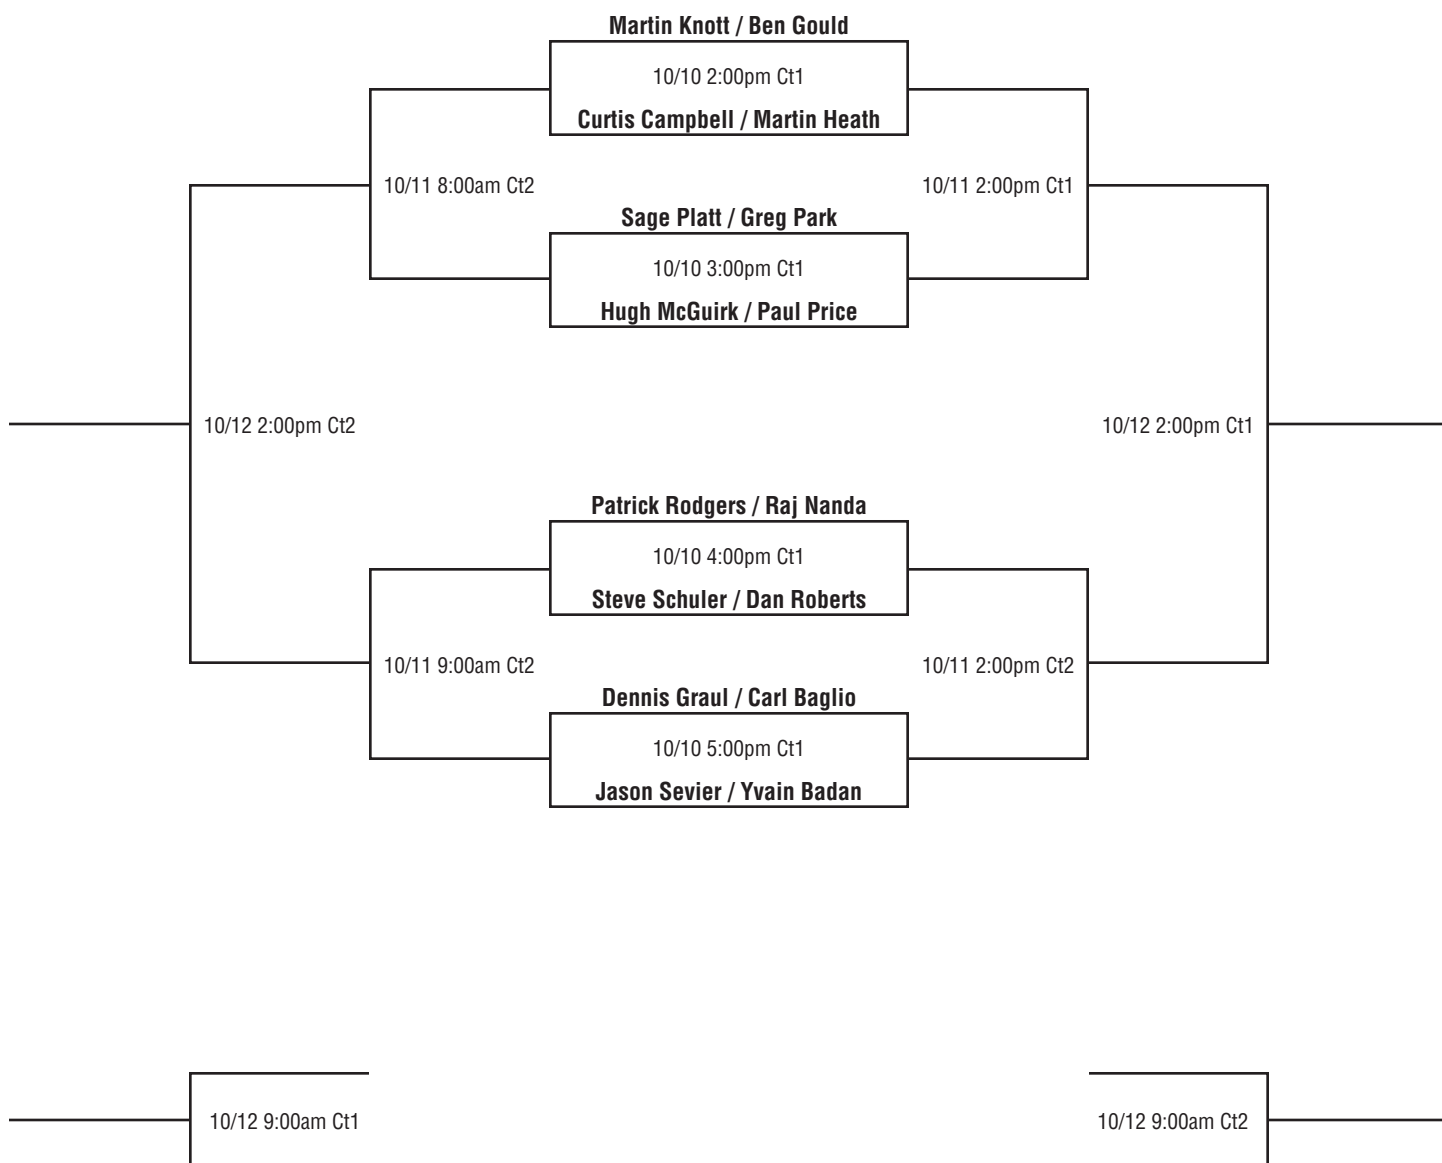 Martin Knott / Ben Gould
10/10 2:00pm Ct1
Curtis Campbell / Martin Heath
10/11 8:00am Ct2
10/11 2:00pm Ct1
Sage Platt / Greg Park
10/10 3:00pm Ct1
Hugh McGuirk / Paul Price
10/12 2:00pm Ct2
10/12 2:00pm Ct1
Patrick Rodgers / Raj Nanda
10/10 4:00pm Ct1
Steve Schuler / Dan Roberts
10/11 9:00am Ct2
10/11 2:00pm Ct2
Dennis Graul / Carl Baglio
10/10 5:00pm Ct1
Jason Sevier / Yvain Badan
10/12 9:00am Ct1
10/12 9:00am Ct2